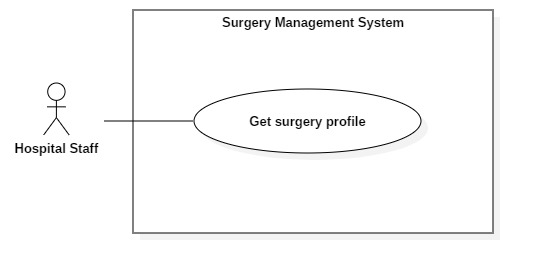 Surgery Management System
Get surgery profile
Hospital Staff